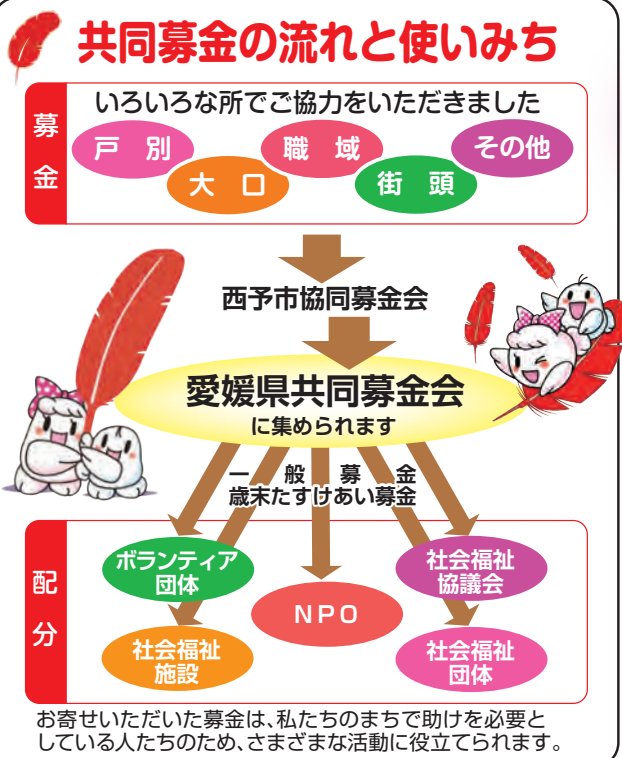 共同募金の流れと使いみち
募金
いろいろな所でご協力をいただきました
戸別
職域
その他
大口
街頭
西予市協同募金会
愛媛県共同募金会
に集められます
一般募金
歳末たすけあい募金
配分
ボランティア
団体
社会福祉
協議会
NPO
社会福祉
施設
社会福祉
団体
お寄せいただいた募金は、私たちのまちで助けを必要と
している人たちのため、さまざまな活動に役立てられます。